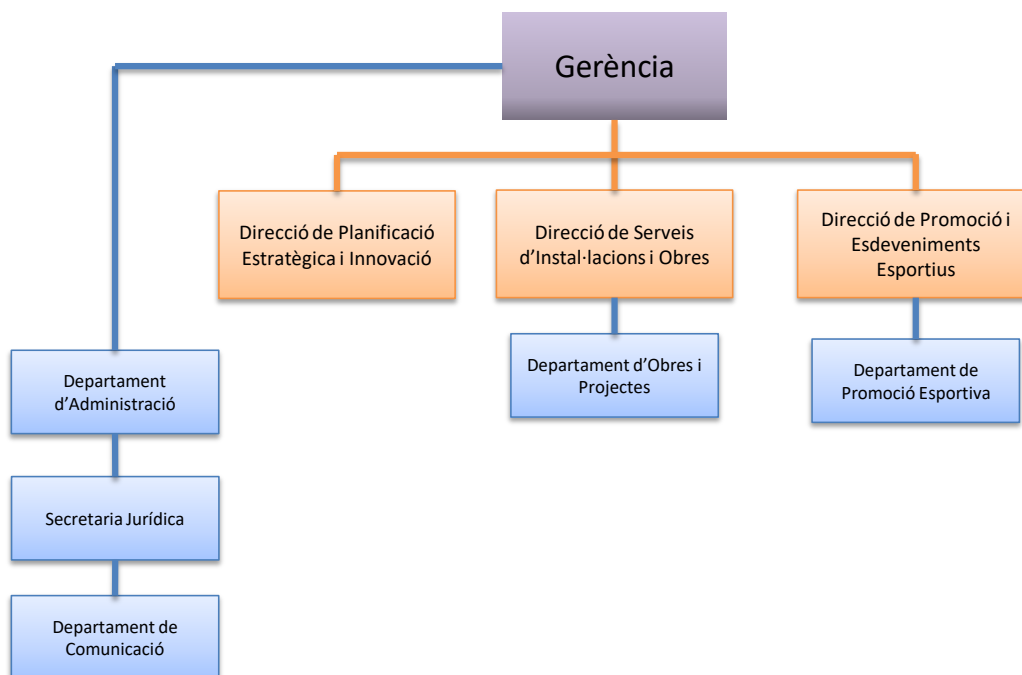 Gerència
Direcció de Planificació
Estratègica i Innovació
Direcció de Serveis
d’Instal·lacions i Obres
Direcció de Promoció i
Esdeveniments
Esportius
Departament d’Obres i
Projectes
Departament de
Promoció Esportiva
Departament
d’Administració
Secretaria Jurídica
Departament de
Comunicació